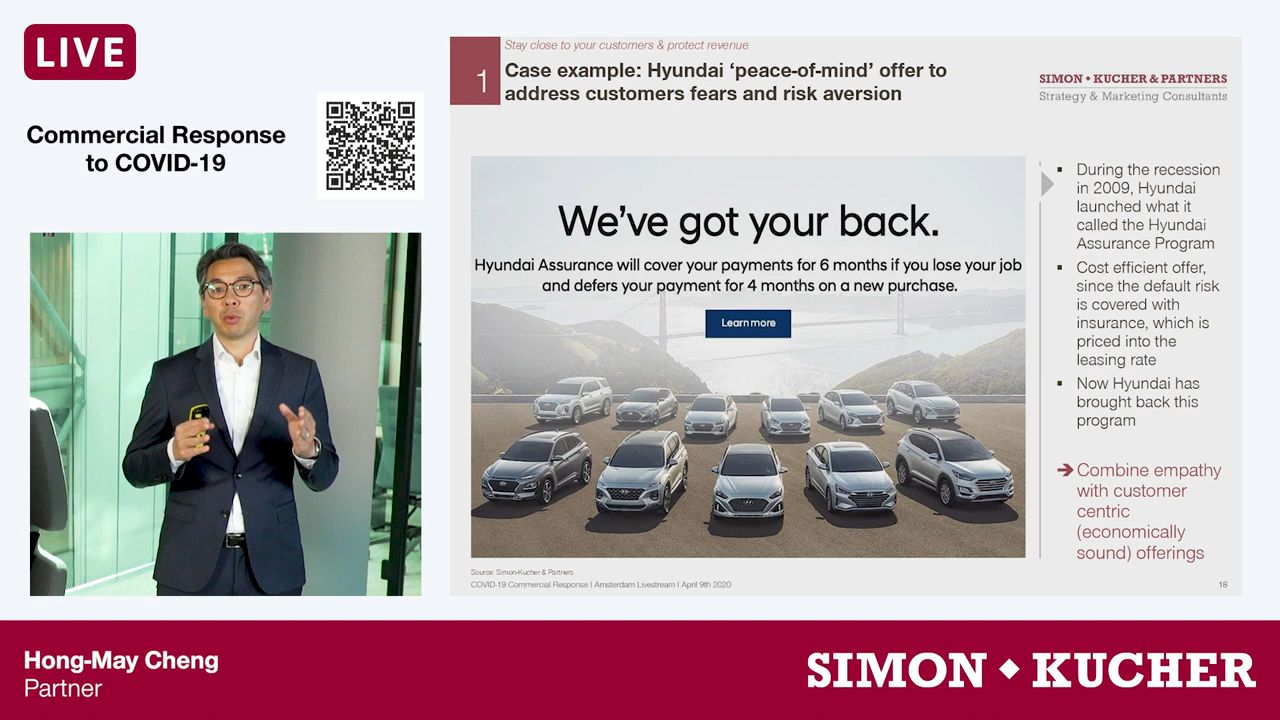 LIVE
Commercial Response
to COVID-19
Stay close to your customers & protect revenue
1
Case example: Hyundai ‘peace-of-mind’ offer to
address customers fears and risk aversion
SIMON • KUCHER & PARTNERS
Strategy & Marketing Consultants
We’ve got your back.
Hyundai Assurance will cover your payments for 6 months if you lose your job
and defers your payment for 4 months on a new purchase.
Learn more
▪ During the recession
in 2009, Hyundai
launched what it
called the Hyundai
Assurance Program
▪ Cost efficient offer,
since the default risk
is covered with
insurance, which is
priced into the
leasing rate
▪ Now Hyundai has
brought back this
program
➔ Combine empathy
with customer
centric
(economically
sound) offerings
Source: Simon-Kucher & Partners
COVID-19 Commercial Response I Amsterdam Livestream I April 9th 2020
18
Hong-May Cheng
Partner
SIMON ◆ KUCHER